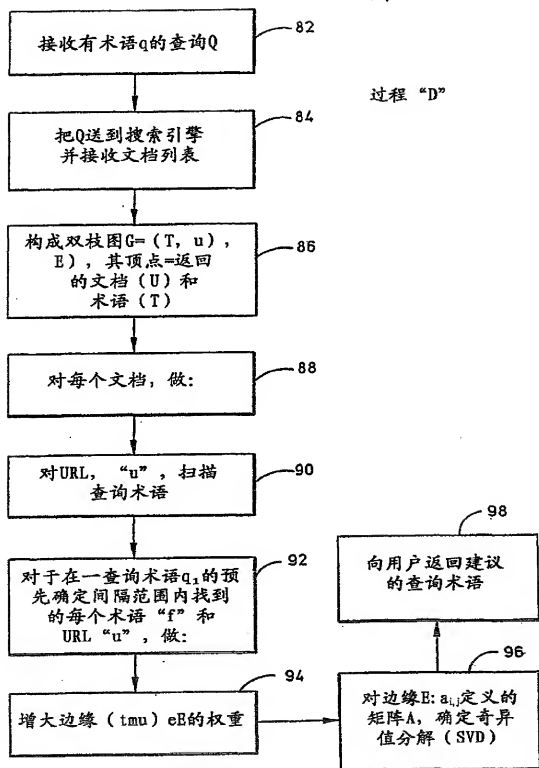 接收有术语q的查询Q
82
过程“D”
把Q送到搜索引擎
并接收文档列表
84
构成双枝图G=(T, u),
E), 其顶点=返回
的文档(U)和
术语(T)
86
对每个文档, 做:
88
对URL, “u”, 扫描
查询术语
90
对于在一查询术语q₁的预
先确定间隔范围内找到
的每个术语“f”和
URL“u”, 做:
92
增大边缘(tmu)eE的权重
94
对边缘E:aᵢ,ⱼ定义的
矩阵A, 确定奇异
值分解(SVD)
96
向用户返回建议
的查询术语
98